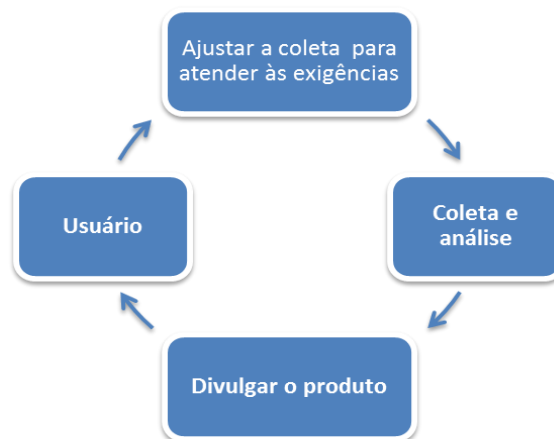 Ajustar a coleta para
atender às exigências
Usuário
Coleta e
análise
Divulgar o produto